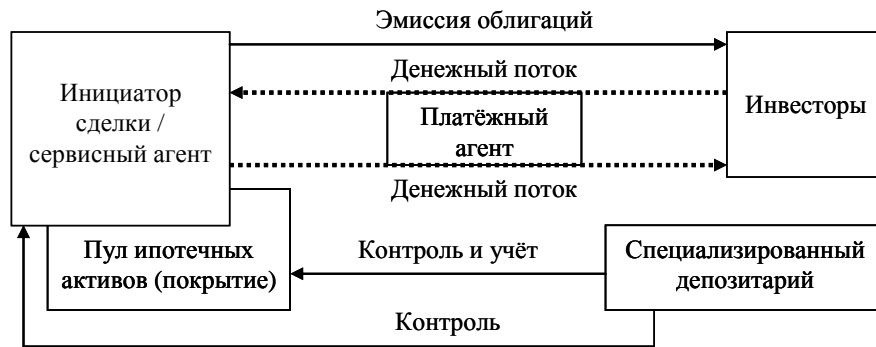 Эмиссия облигаций
Денежный поток
Инициатор
сделки /
сервисный агент
Платёжный
агент
Инвесторы
Денежный поток
Пул ипотечных
активов (покрытие)
Контроль и учёт
Специализированный
депозитарий
Контроль